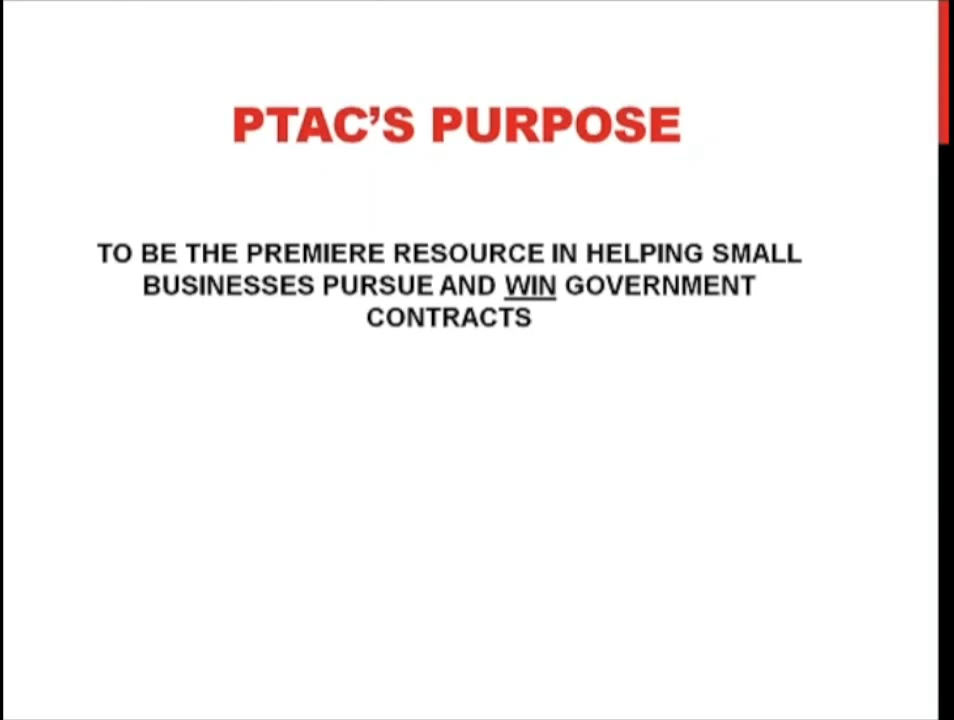 PTAC’S PURPOSE
TO BE THE PREMIERE RESOURCE IN HELPING SMALL
BUSINESSES PURSUE AND WIN GOVERNMENT
CONTRACTS